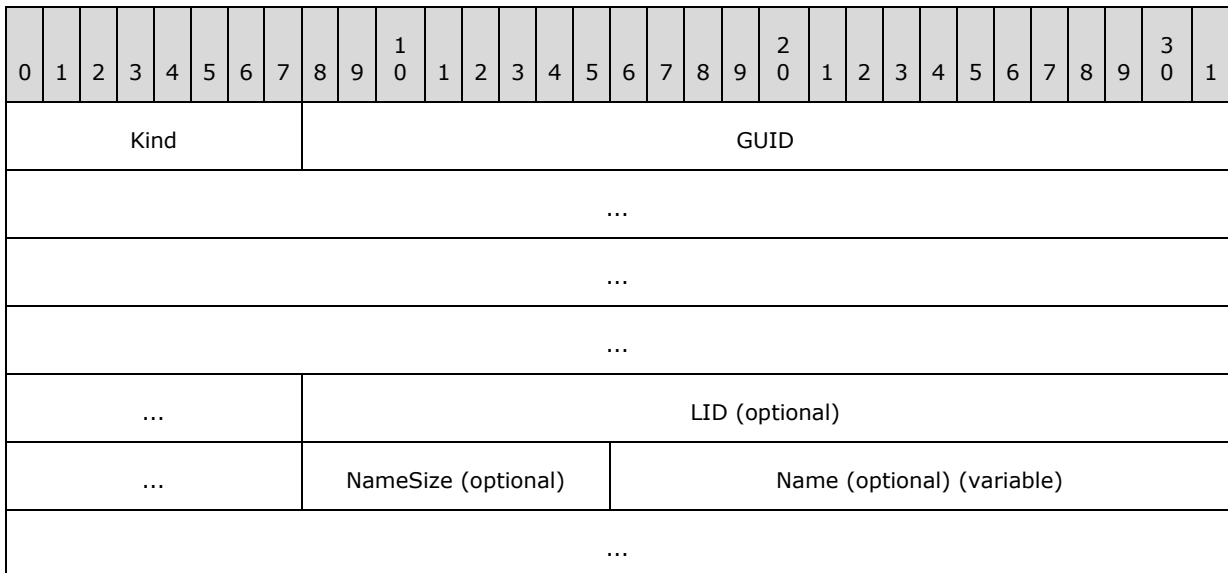 1 2 3
0 1 2 3 4 5 6 7 8 9 0 1 2 3 4 5 6 7 8 9 0 1 2 3 4 5 6 7 8 9 0 1
Kind GUID
...
...
...
... LID (optional)
... NameSize (optional) Name (optional) (variable)
...